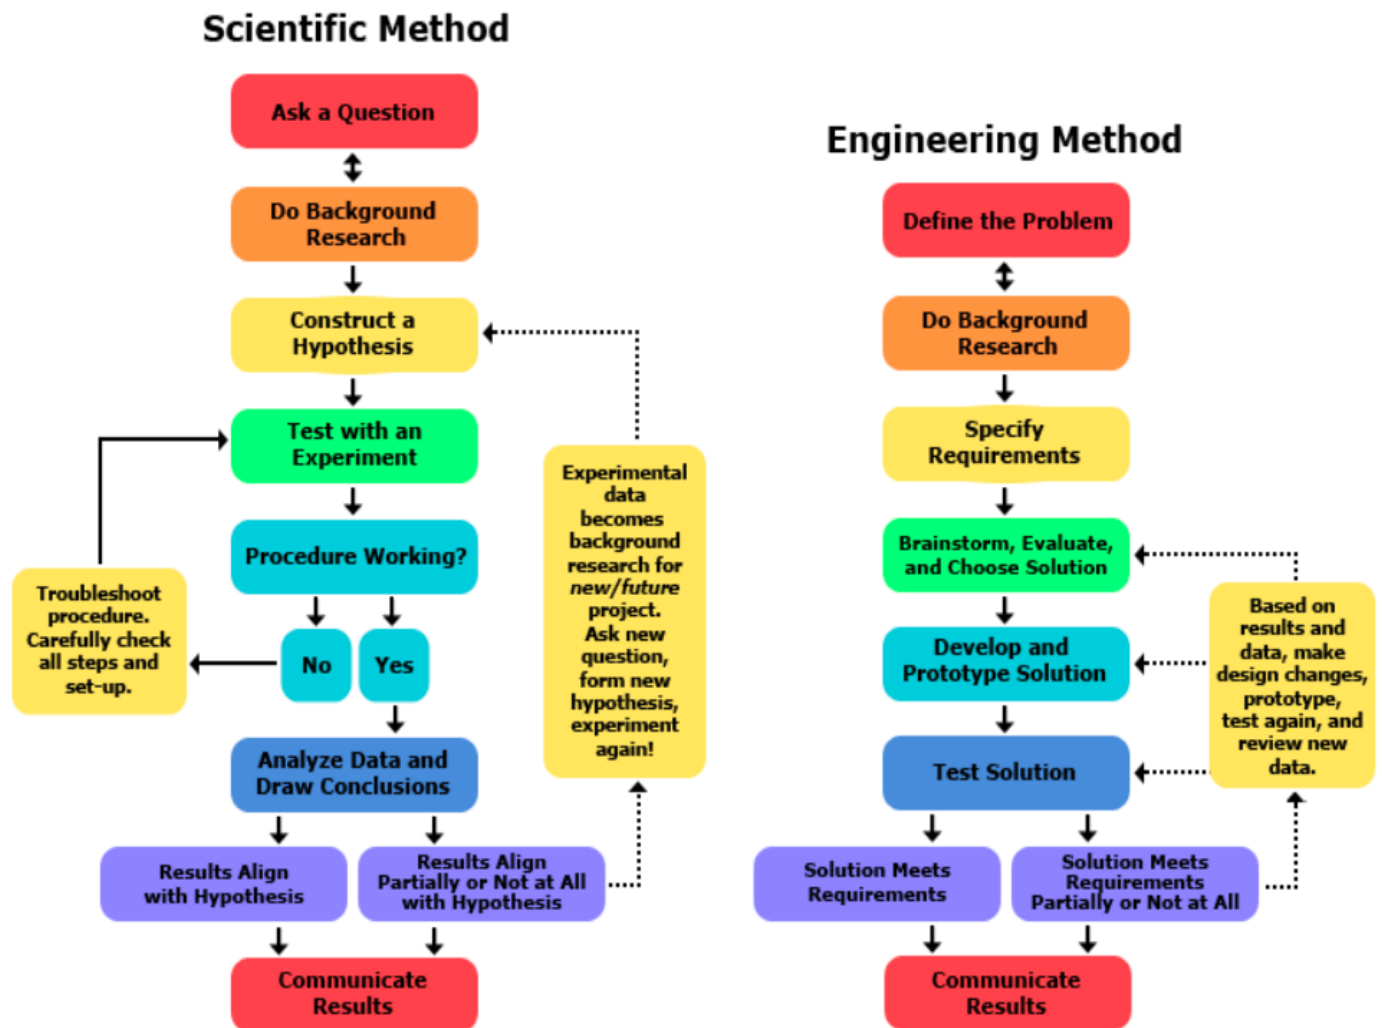 Scientific Method
Ask a Question
Do Background
Research
Construct a
Hypothesis
Test with an
Experiment
Procedure Working?
No
Yes
Troubleshoot
procedure.
Carefully check
all steps and
set-up.
Analyze Data and
Draw Conclusions
Results Align
with Hypothesis
Results Align
Partially or Not at All
with Hypothesis
Experimental
data
becomes
background
research for
new/future
project.
Ask new
question,
form new
hypothesis,
experiment
again!
Communicate
Results
Engineering Method
Define the Problem
Do Background
Research
Specify
Requirements
Brainstorm, Evaluate,
and Choose Solution
Develop and
Prototype Solution
Test Solution
Based on
results and
data, make
design changes,
prototype,
test again, and
review new
data.
Solution Meets
Requirements
Solution Meets
Requirements
Partially or Not at All
Communicate
Results